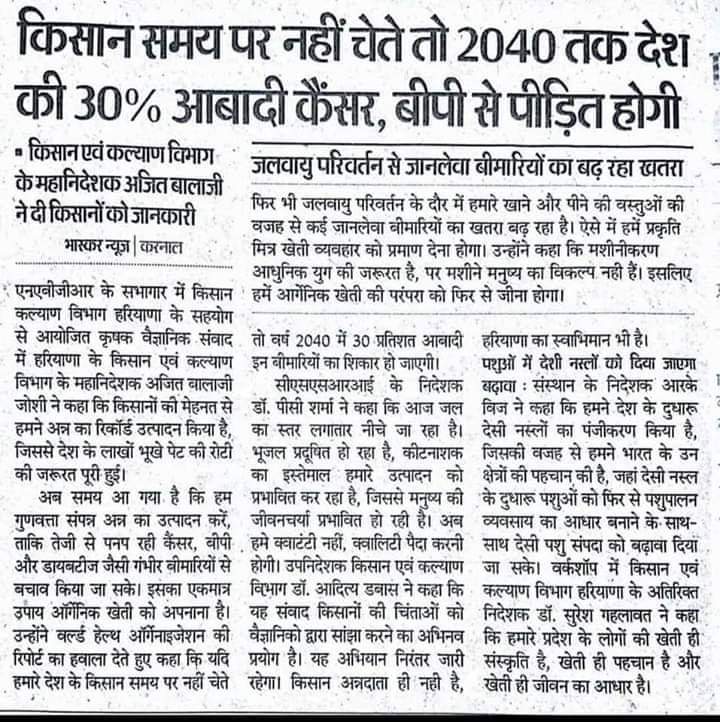 किसान समय पर नहीं चेते तो 2040 तक देश
की 30% आबादी कैंसर, बीपी से पीड़ित होगी
▪ किसान एवं कल्याण विभाग
के महानिदेशक अजित बालाजी
ने दी किसानों को जानकारी
भास्कर न्यूज | करनाल
एनएबीजीआर के सभागार में किसान
कल्याण विभाग हरियाणा के सहयोग
से आयोजित कृषक वैज्ञानिक संवाद
में हरियाणा के किसान एवं कल्याण
विभाग के महानिदेशक अजित बालाजी
जोशी ने कहा कि किसानों की मेहनत से
हमने अन्न का रिकॉर्ड उत्पादन किया है,
जिससे देश के लाखों भूखे पेट की रोटी
की जरूरत पूरी हुई।
अब समय आ गया है कि हम
गुणवत्ता संपन्न अन्न का उत्पादन करें,
ताकि तेजी से पनप रही कैंसर, बीपी
और डायबटीज जैसी गंभीर बीमारियों से
बचाव किया जा सके। इसका एकमात्र
उपाय ऑर्गेनिक खेती को अपनाना है।
उन्होंने वर्ल्ड हेल्थ ऑर्गेनाइजेशन की
रिपोर्ट का हवाला देते हुए कहा कि यदि
हमारे देश के किसान समय पर नहीं चेते
जलवायु परिवर्तन से जानलेवा बीमारियों का बढ़ रहा खतरा
फिर भी जलवायु परिवर्तन के दौर में हमारे खाने और पीने की वस्तुओं की
वजह से कई जानलेवा बीमारियों का खतरा बढ़ रहा है। ऐसे में हमें प्रकृति
मित्र खेती व्यवहार को प्रमाण देना होगा। उन्होंने कहा कि मशीनीकरण
आधुनिक युग की जरूरत है, पर मशीने मनुष्य का विकल्प नही हैं। इसलिए
हमें आर्गेनिक खेती की परंपरा को फिर से जीना होगा।
तो वर्ष 2040 में 30 प्रतिशत आबादी
इन बीमारियों का शिकार हो जाएगी।
सीएसएसआरआई के निदेशक
डॉ. पीसी शर्मा ने कहा कि आज जल
का स्तर लगातार नीचे जा रहा है।
भूजल प्रदूषित हो रहा है, कीटनाशक
का इस्तेमाल हमारे उत्पादन को
प्रभावित कर रहा है, जिससे मनुष्य की
जीवनचर्या प्रभावित हो रही है। अब
हमे क्वाटंटी नहीं, क्वालिटी पैदा करनी
होगी। उपनिदेशक किसान एवं कल्याण
विभाग डॉ. आदित्य डबास ने कहा कि
यह संवाद किसानों की चिंताओं को
वैज्ञानिको द्वारा सांझा करने का अभिनव
प्रयोग है। यह अभियान निरंतर जारी
रहेगा। किसान अन्नदाता ही नही है,
हरियाणा का स्वाभिमान भी है।
पशुओं में देशी नस्लों को दिया जाएगा
बढ़ावा : संस्थान के निदेशक आरके
विज ने कहा कि हमने देश के दुधारू
देसी नस्लों का पंजीकरण किया है,
जिसकी वजह से हमने भारत के उन
क्षेत्रों की पहचान की है, जहां देसी नस्ल
के दुधारू पशुओं को फिर से पशुपालन
व्यवसाय का आधार बनाने के साथ-
साथ देसी पशु संपदा को बढ़ावा दिया
जा सके। वर्कशॉप में किसान एवं
कल्याण विभाग हरियाणा के अतिरिक्त
निदेशक डॉ. सुरेश गहलावत ने कहा
कि हमारे प्रदेश के लोगों की खेती ही
संस्कृति है, खेती ही पहचान है और
खेती ही जीवन का आधार है।